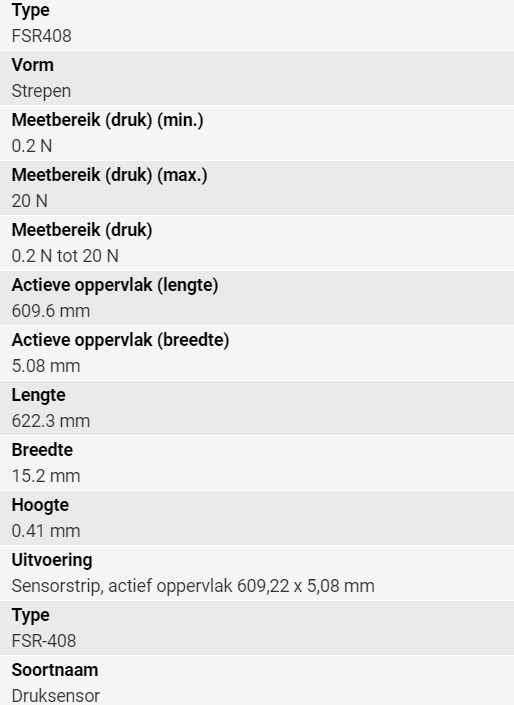 Type
FSR408
Vorm
Strepen
Meetbereik (druk) (min.)
0.2 N
Meetbereik (druk) (max.)
20 N
Meetbereik (druk)
0.2 N tot 20 N
Actieve oppervlak (lengte)
609.6 mm
Actieve oppervlak (breedte)
5.08 mm
Lengte
622.3 mm
Breedte
15.2 mm
Hoogte
0.41 mm
Uitvoering
Sensorstrip, actief oppervlak 609,22 x 5,08 mm
Type
FSR-408
Soortnaam
Druksensor